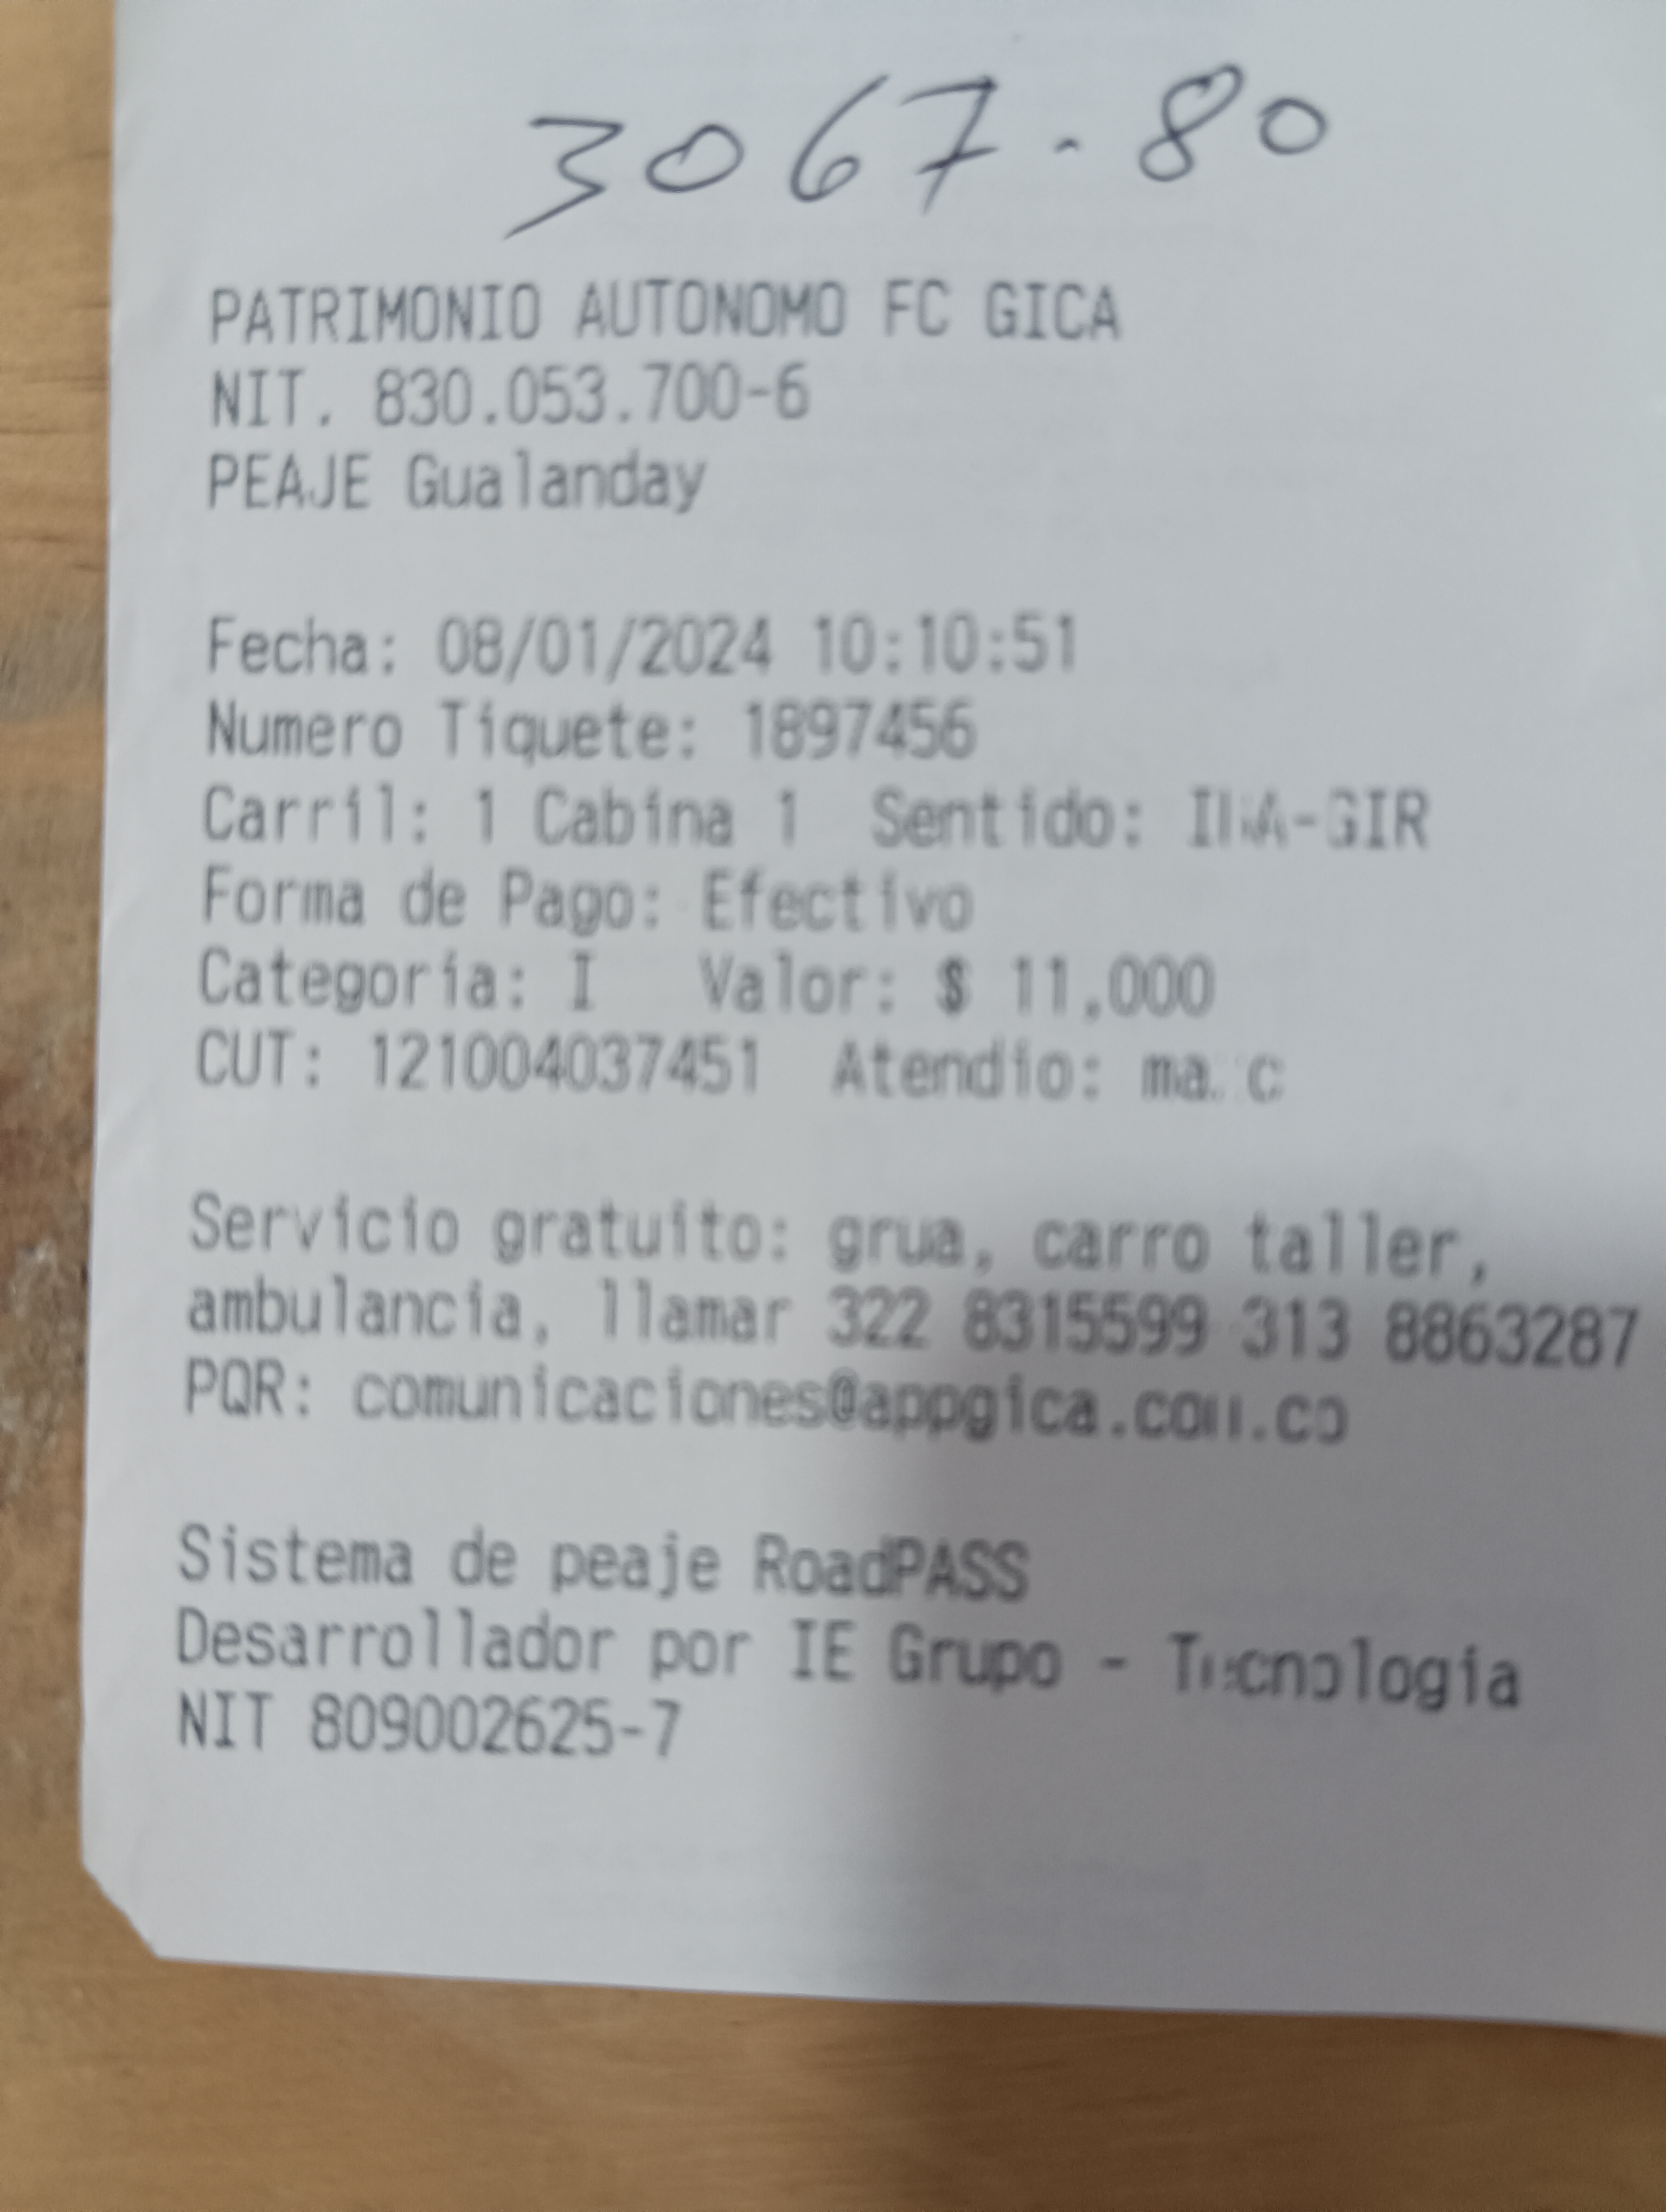 3067-80
PATRIMONIO AUTONOMO FC GICA
NIT. 830.053.700-6
PEAJE Gualanday
Fecha: 08/01/2024 10:10:51
Numero Tiquete: 1897456
Carril: 1 Cabina 1 Sentido:
Forma de Pago: Efectivo
Categoria: I Valor: $ 11,000
CUT: 121004037451 Atendio:
Servicio gratuito: grua, carro taller,
ambulancia, llamar 322 8315599 313 8863287
PQR: comunicaciones@appgica.com.co
Sistema de peaje RoadPASS
Desarrollador por IE Grupo - Tecnologia
NIT 809002625-7